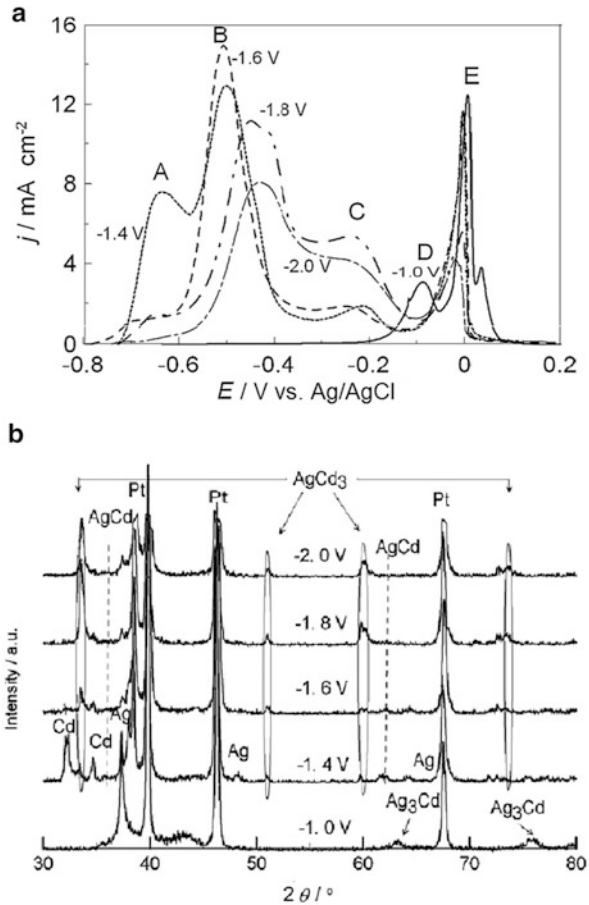 a
16
12
8
4
0
j / mA cm⁻²
A
B
C
D
E
-1.6 V
-1.8 V
-1.4 V
-2.0 V
-1.0 V
-0.8 -0.6 -0.4 -0.2 0 0.2
E / V vs. Ag/AgCl
b
AgCd₃
Pt
AgCd
Pt
Pt
AgCd
-2.0 V
-1.8 V
-1.6 V
Cd
Cd
Ag
Ag
-1.4 V
Ag
Ag₃Cd
Ag₃Cd
-1.0 V
Intensity / a.u.
30 40 50 60 70 80
2 θ / °